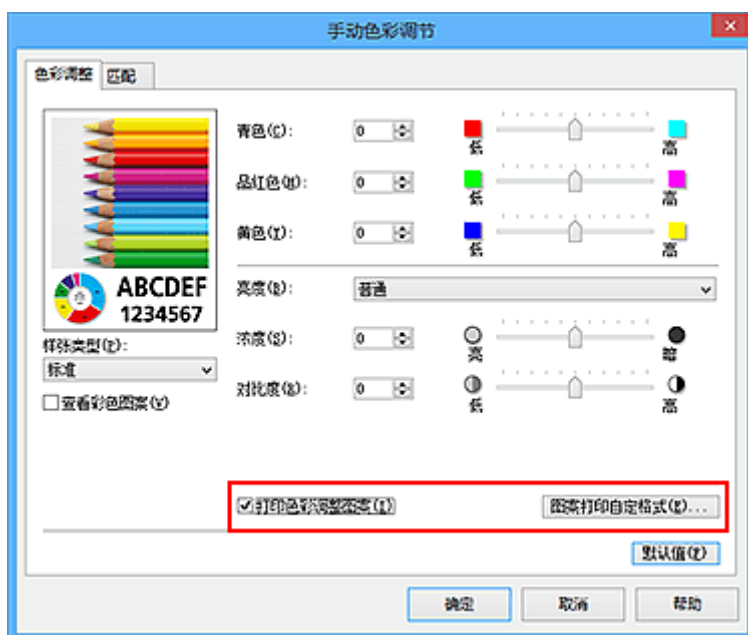 手动色彩调节
色彩调整 匹配
青色(C): 0 低 高
品红色(M): 0 低 高
黄色(Y): 0 低 高
ABCDEF
1234567
亮度(B): 普通
样张类型(P):
标准
浓度(S): 0 亮 暗
对比度(R): 0 低 高
查看彩色图案(V)
打印色彩调整图案(I) 图案打印自定格式(E)...
默认值(F)
确定 取消 帮助